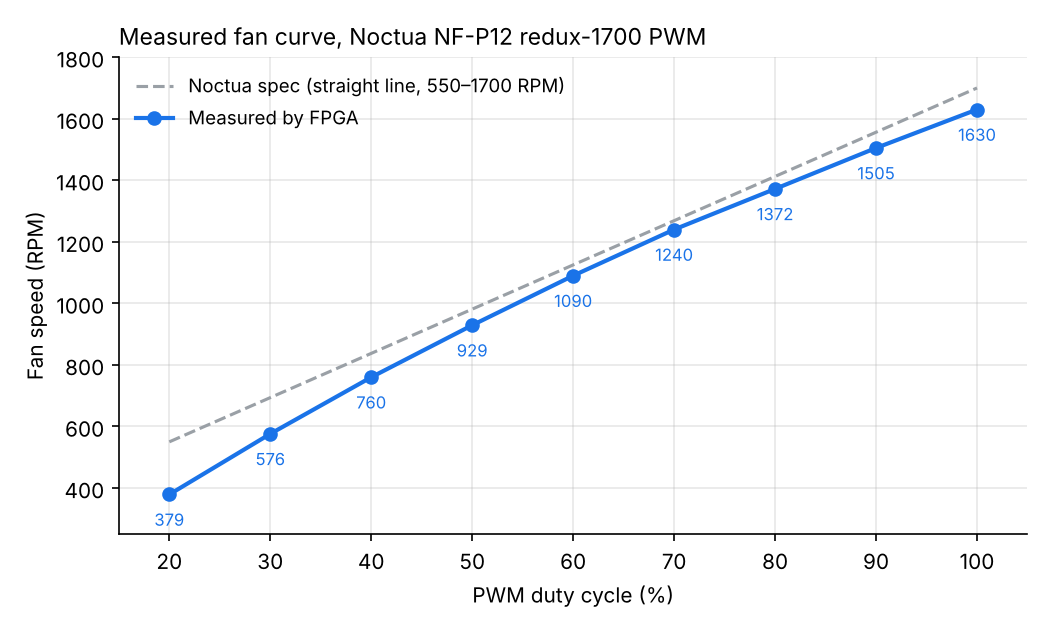 Measured fan curve, Noctua NF-P12 redux-1700 PWM
Noctua spec (straight line, 550–1700 RPM)
Measured by FPGA
Fan speed (RPM)
1800
1600
1400
1200
1000
800
600
400
379
576
760
929
1090
1240
1372
1505
1630
20 30 40 50 60 70 80 90 100
PWM duty cycle (%)